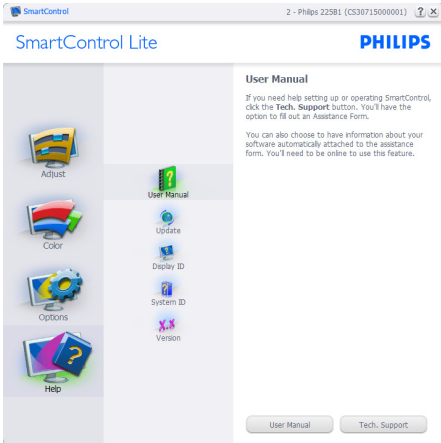 SmartControl
2 - Philips 225B1 (CS30715000001) ? X
SmartControl Lite
PHILIPS
Adjust
Color
Options
Help
User Manual
Update
Display ID
System ID
X.X
Version
User Manual
If you need help setting up or operating SmartControl,
click the Tech. Support button. You'll have the
option to fill out an Assistance Form.
You can also choose to have information about your
software automatically attached to the assistance
form. You'll need to be online to use this feature.
User Manual
Tech. Support